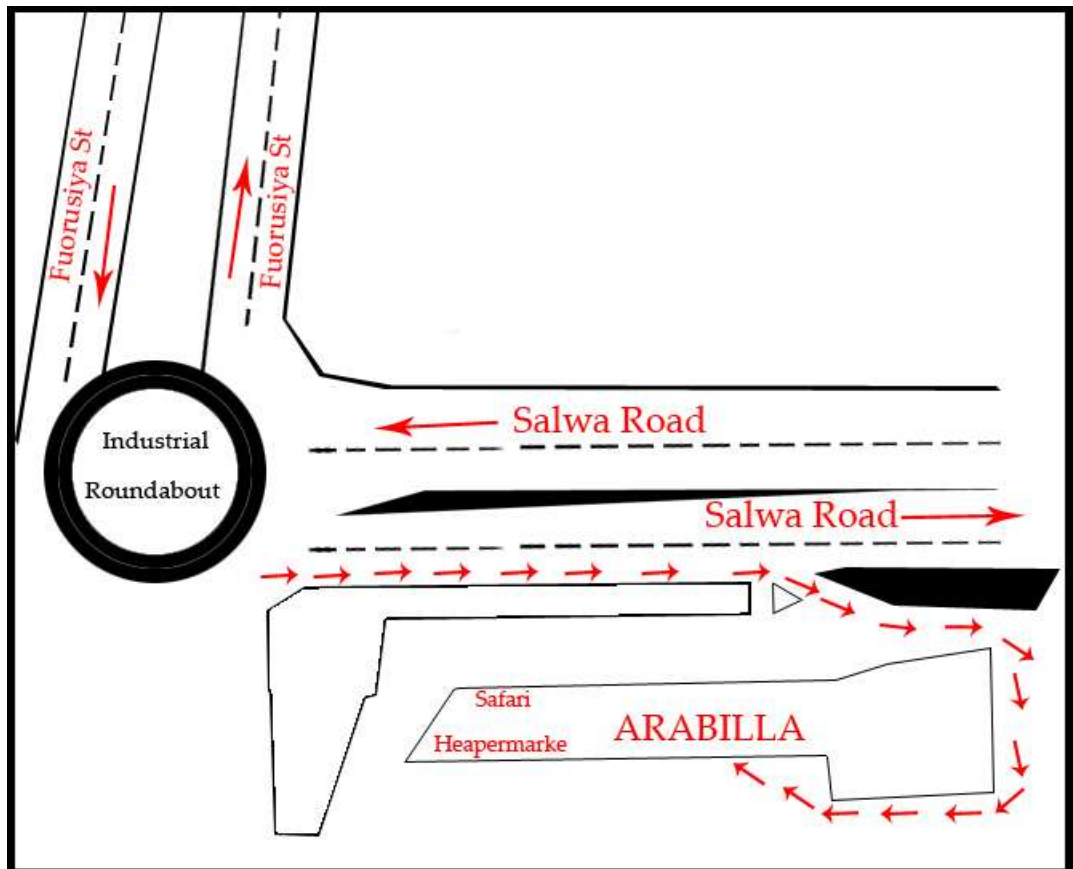 Fuorusiya St
Fuorusiya St
Industrial
Roundabout
Salwa Road
Salwa Road
Safari
Heapermarke
ARABILLA